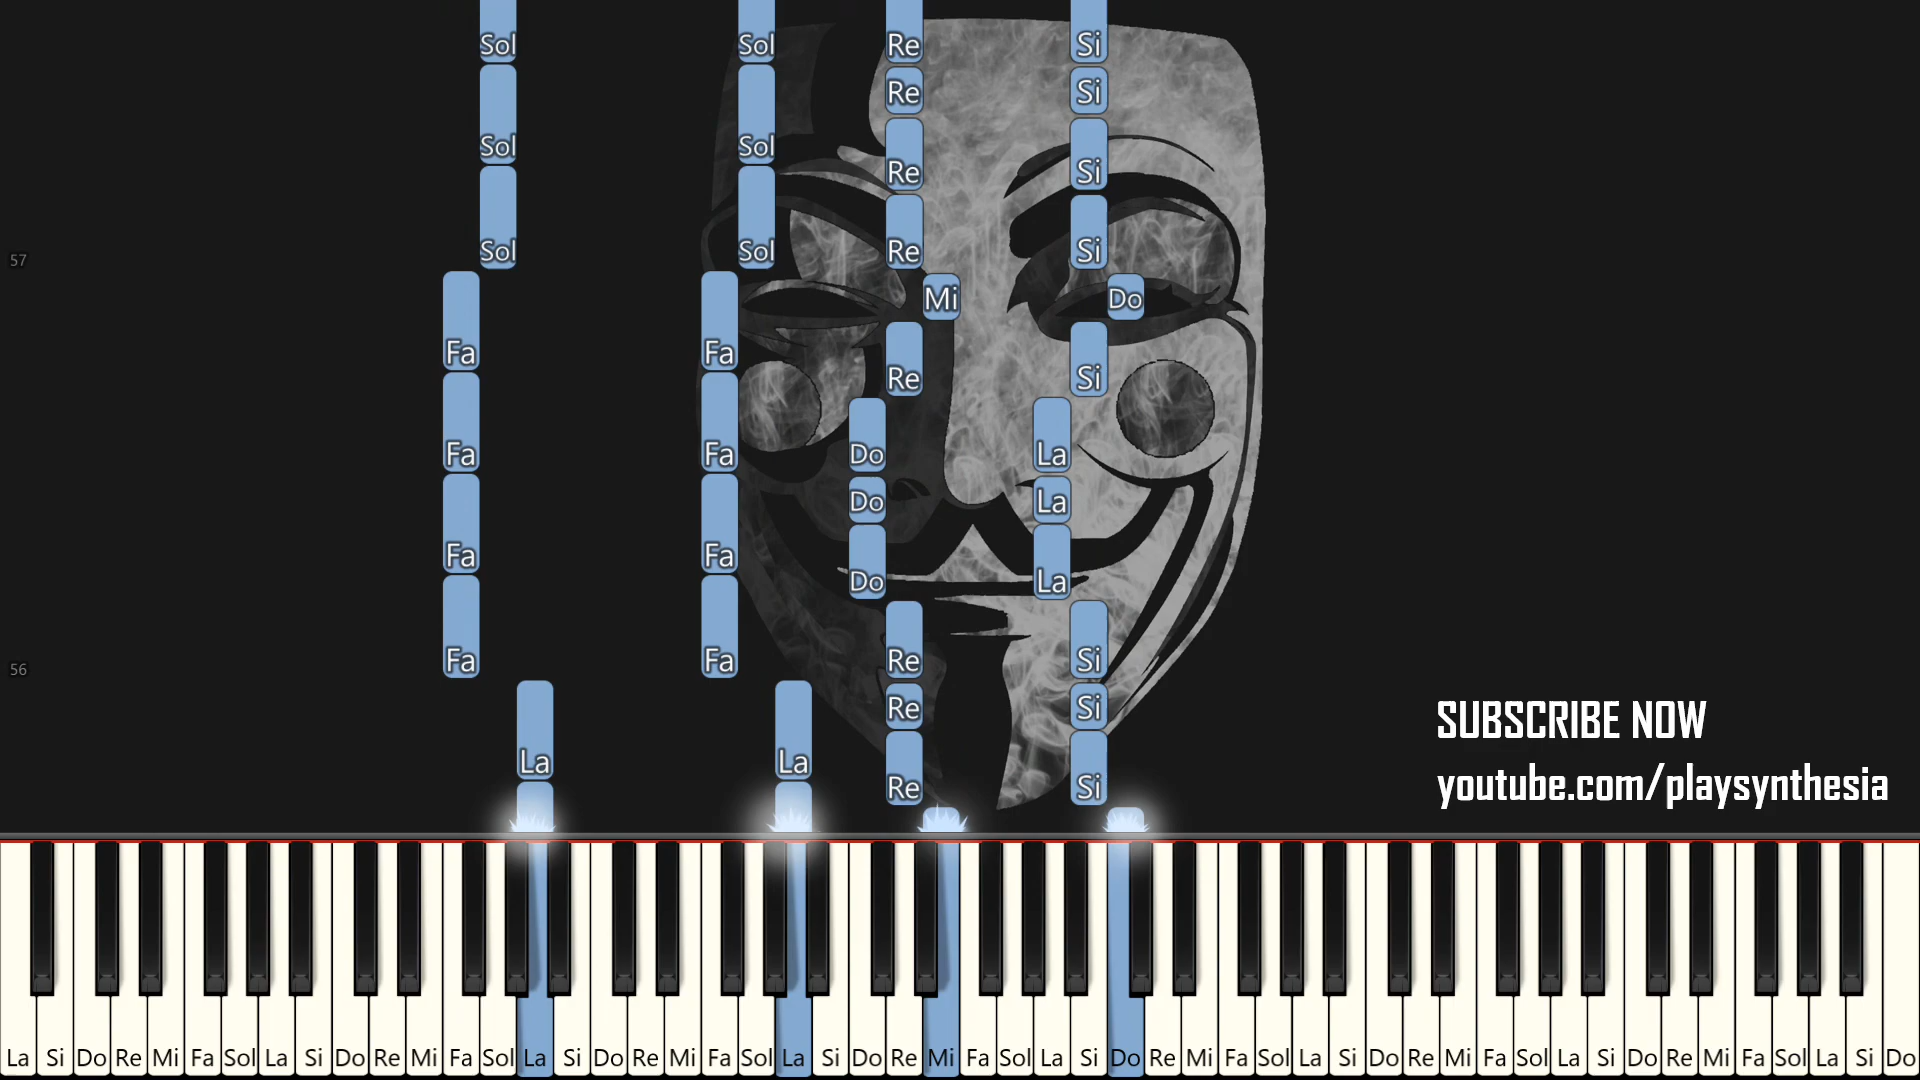 Sol Sol Re Si
Re Si
Sol Sol Re Si
Sol Sol Re Si
57
Mi Do
Fa Fa Re Si
Fa Fa Do La
Do La
Fa Fa Do La
56
Fa Fa Re Si
Re Si
SUBSCRIBE NOW
La La
youtube.com/playsynthesia
Re Si
La Si Do Re Mi Fa Sol La Si Do Re Mi Fa Sol La Si Do Re Mi Fa Sol La Si Do Re Mi Fa Sol La Si Do Re Mi Fa Sol La Si Do Re Mi Fa Sol La Si Do Re Mi Fa Sol La Si Do